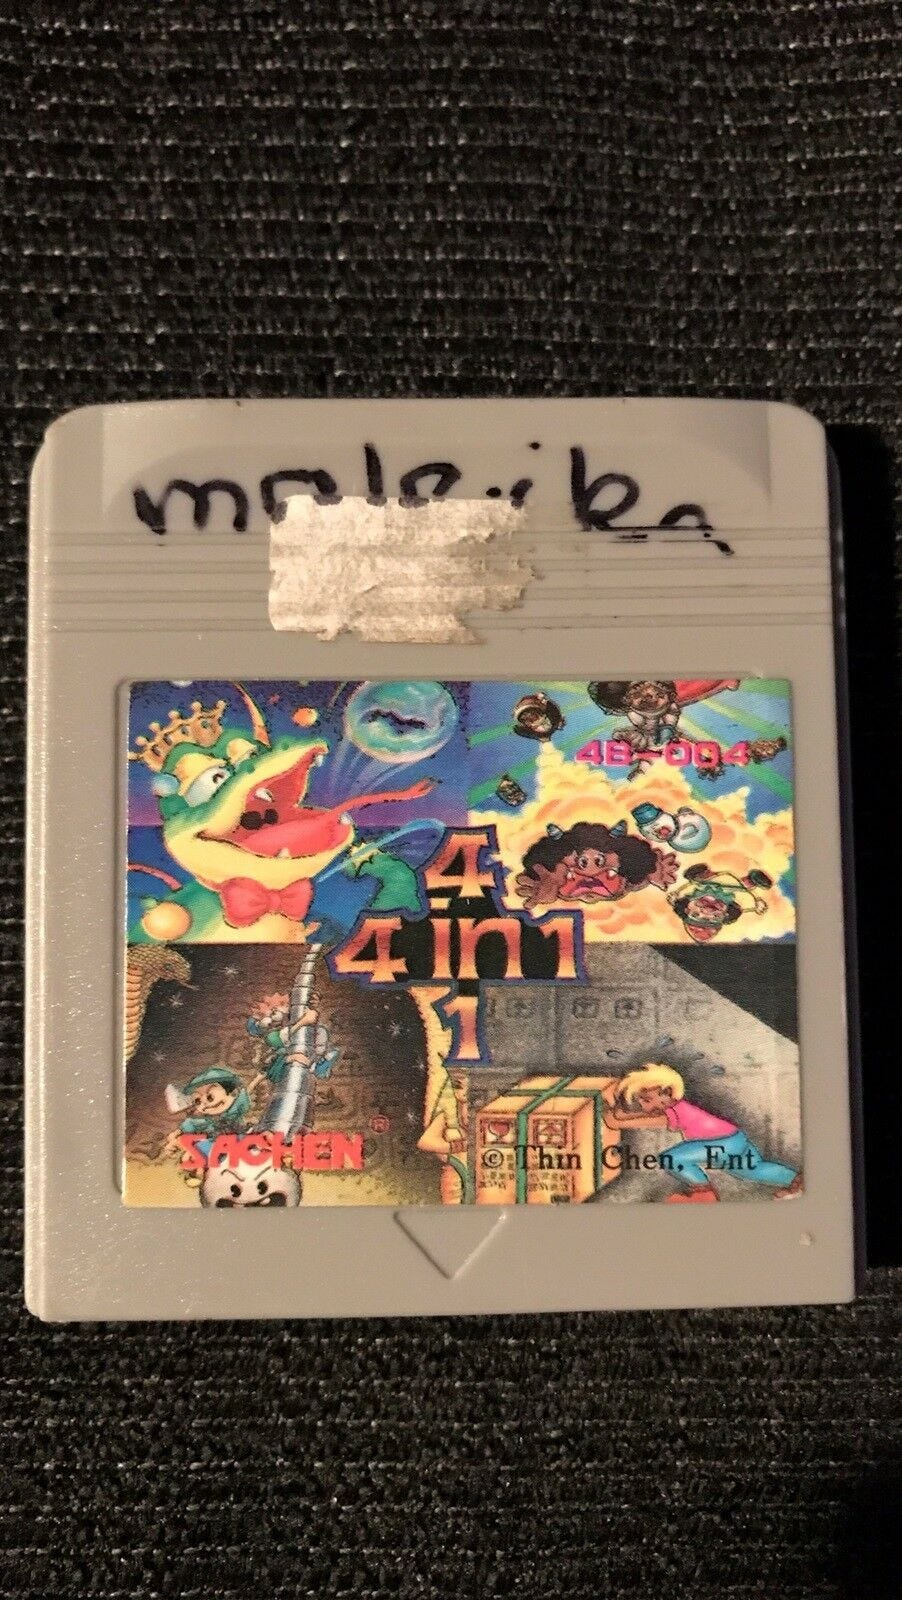 maleika
4B-004
4
4 in 1
1
SACHEN®
© Thin Chen, Ent